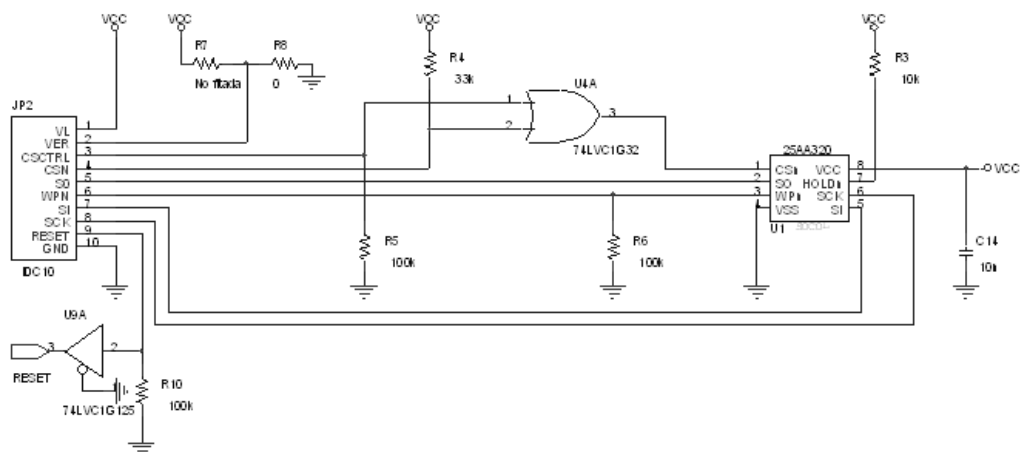 VCC
VCC
VCC
VCC
R7
No fitada
R8
0
R4
33k
R3
10k
U4A
1
2
3
74LVC1G32
JP2
VL 1
VER 2
CSCTRL 3
CSN 4
SO 5
WPN 6
SI 7
SCK 8
RESET 9
GND 10
IDC10
25AA320
1 CSn VCC 8
2 SO HOLDn 7
3 WPn SCK 6
4 VSS SI 5
U1
VCC
C14
10n
R5
100k
R6
100k
U9A
3
2
RESET
74LVC1G125
R10
100k